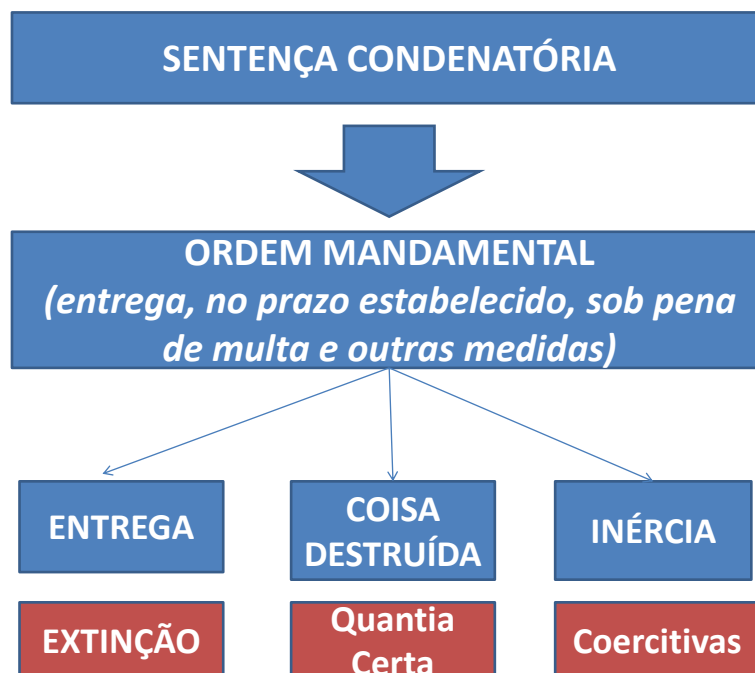 SENTENÇA CONDENATÓRIA
ORDEM MANDAMENTAL
(entrega, no prazo estabelecido, sob pena
de multa e outras medidas)
ENTREGA
COISA
DESTRUÍDA
INÉRCIA
EXTINÇÃO
Quantia
Certa
Coercitivas